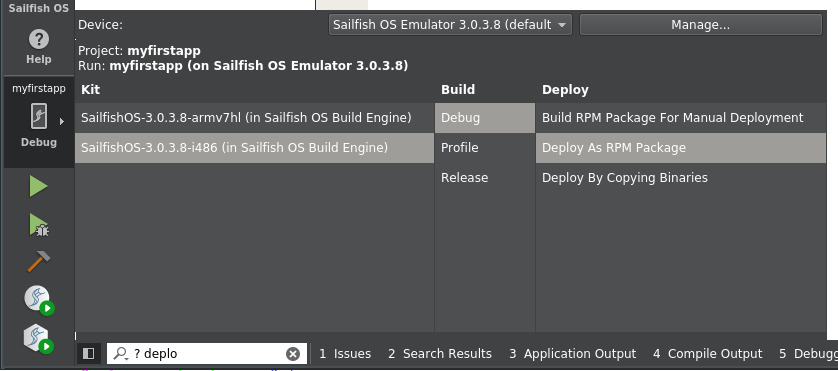 Sailfish OS
Device:
Sailfish OS Emulator 3.0.3.8 (default
Manage...
Help
Project: myfirstapp
Run: myfirstapp (on Sailfish OS Emulator 3.0.3.8)
myfirstapp
Debug
Kit
Build
Deploy
SailfishOS-3.0.3.8-armv7hl (in Sailfish OS Build Engine)
Debug
Build RPM Package For Manual Deployment
SailfishOS-3.0.3.8-i486 (in Sailfish OS Build Engine)
Profile
Deploy As RPM Package
Release
Deploy By Copying Binaries
? deplo
1 Issues
2 Search Results
3 Application Output
4 Compile Output
5 Debugg